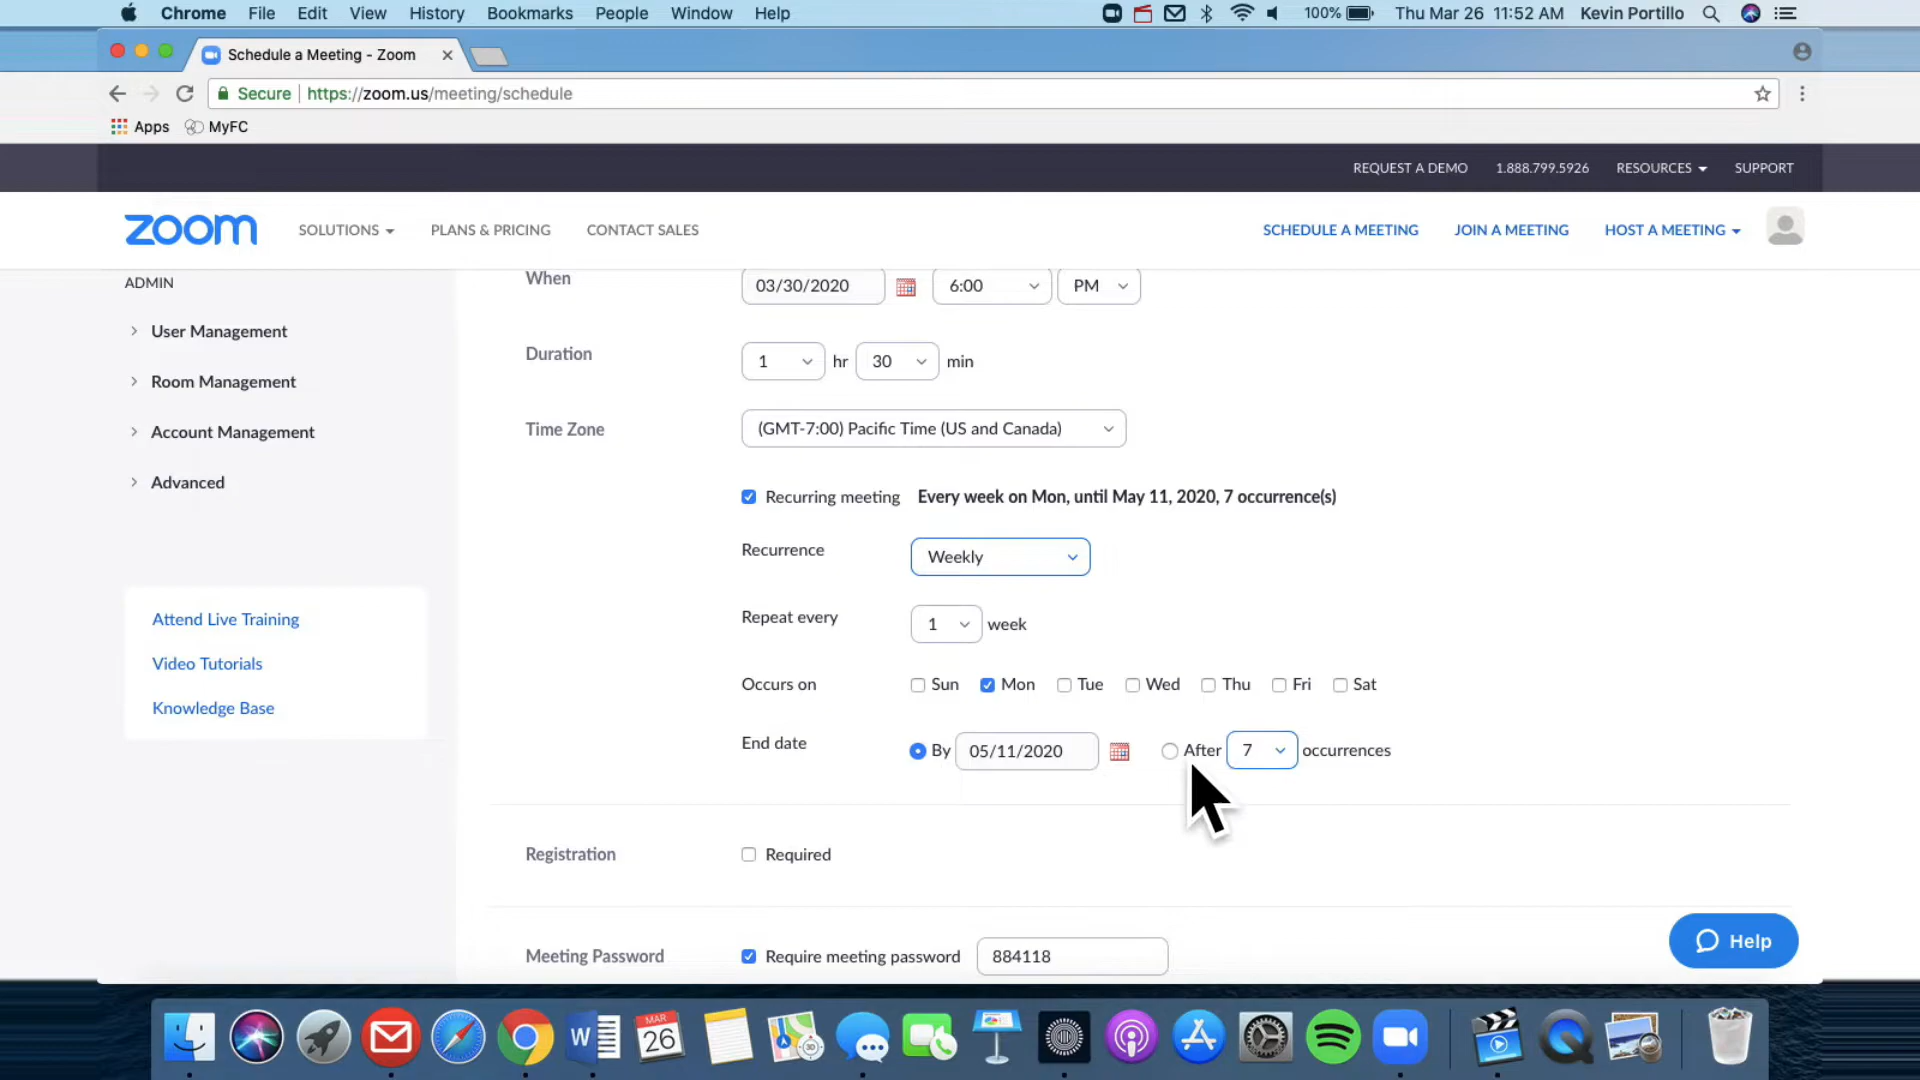 Chrome File Edit View History Bookmarks People Window Help 100% Thu Mar 26 11:52 AM Kevin Portillo
Schedule a Meeting - Zoom
Secure https://zoom.us/meeting/schedule
Apps MyFC
REQUEST A DEMO 1.888.799.5926 RESOURCES SUPPORT
zoom SOLUTIONS PLANS & PRICING CONTACT SALES SCHEDULE A MEETING JOIN A MEETING HOST A MEETING
ADMIN
User Management
Room Management
Account Management
Advanced
Attend Live Training
Video Tutorials
Knowledge Base
When 03/30/2020 6:00 PM
Duration 1 hr 30 min
Time Zone (GMT-7:00) Pacific Time (US and Canada)
Recurring meeting Every week on Mon, until May 11, 2020, 7 occurrence(s)
Recurrence Weekly
Repeat every 1 week
Occurs on Sun Mon Tue Wed Thu Fri Sat
End date By 05/11/2020 After 7 occurrences
Registration Required
Meeting Password Require meeting password 884118
Help
W MAR
26
3D